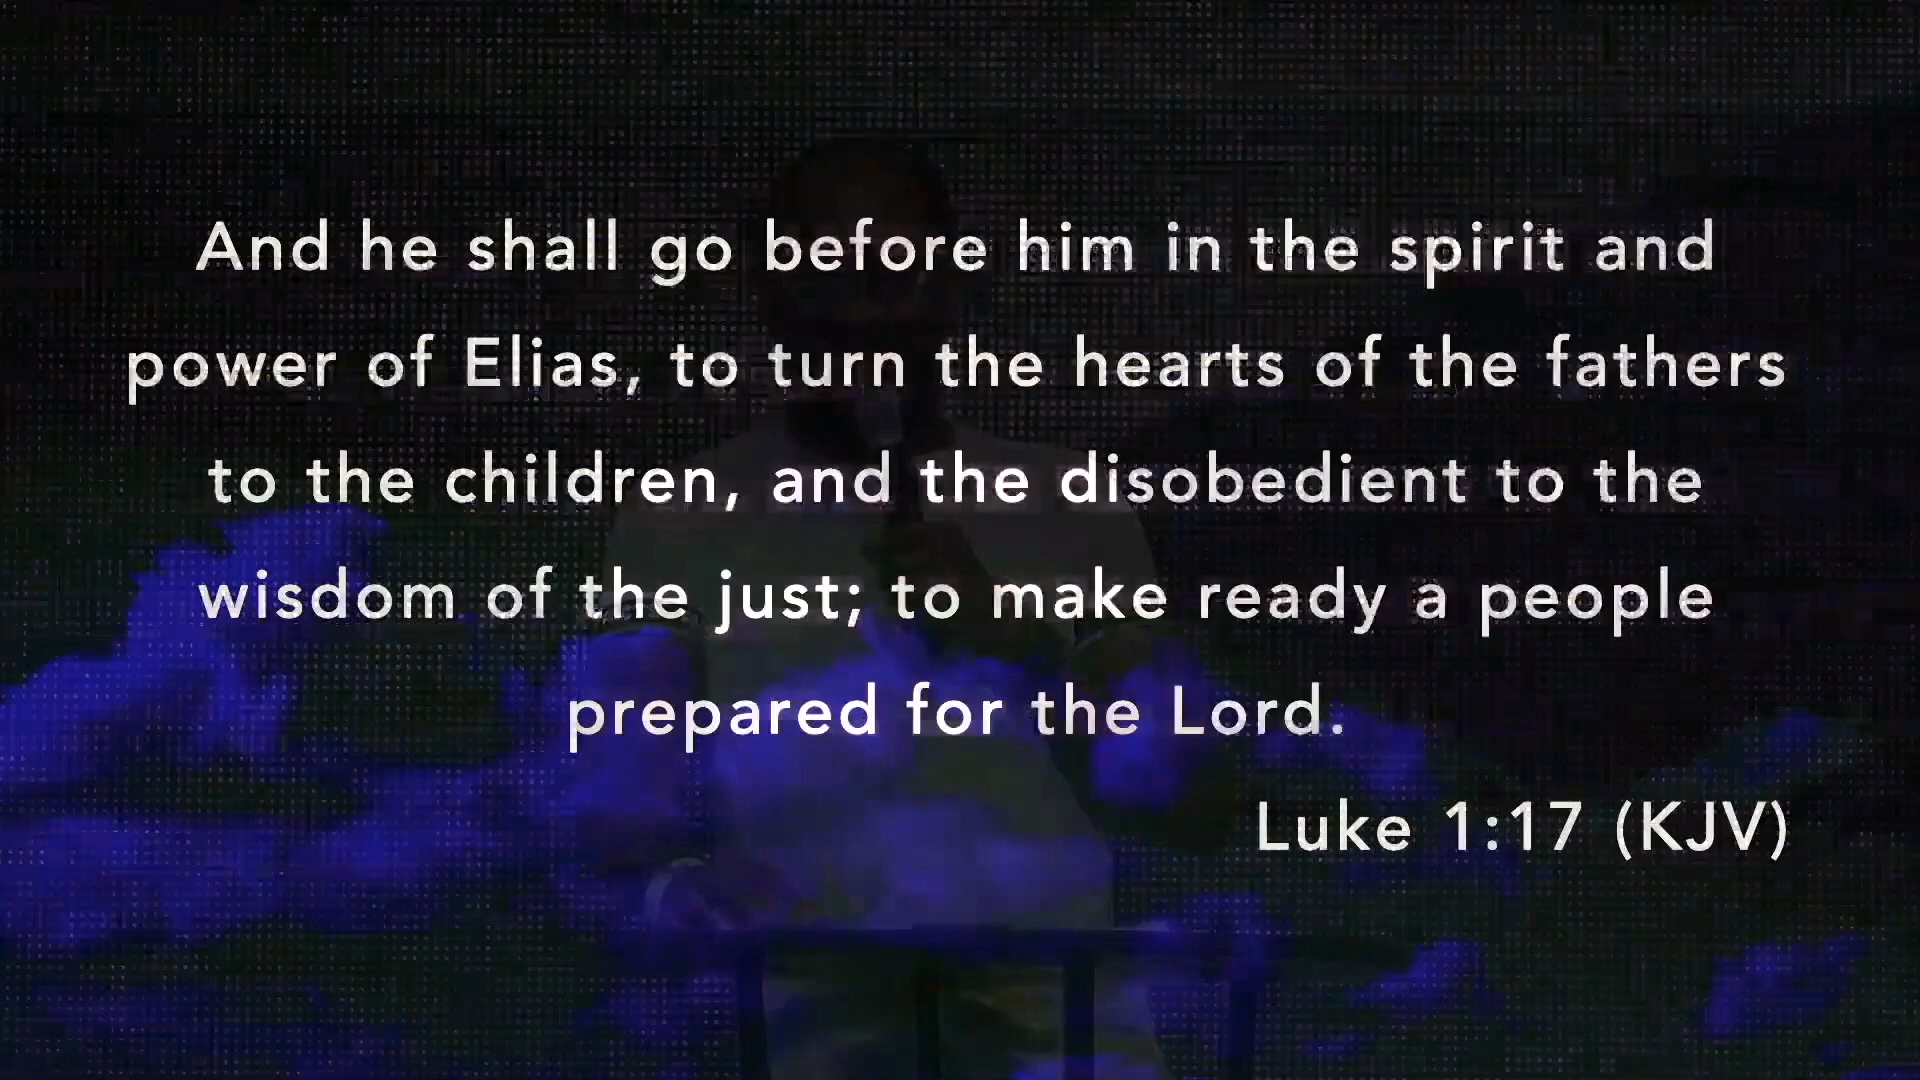 And he shall go before him in the spirit and
power of Elias, to turn the hearts of the fathers
to the children, and the disobedient to the
wisdom of the just; to make ready a people
prepared for the Lord.
Luke 1:17 (KJV)